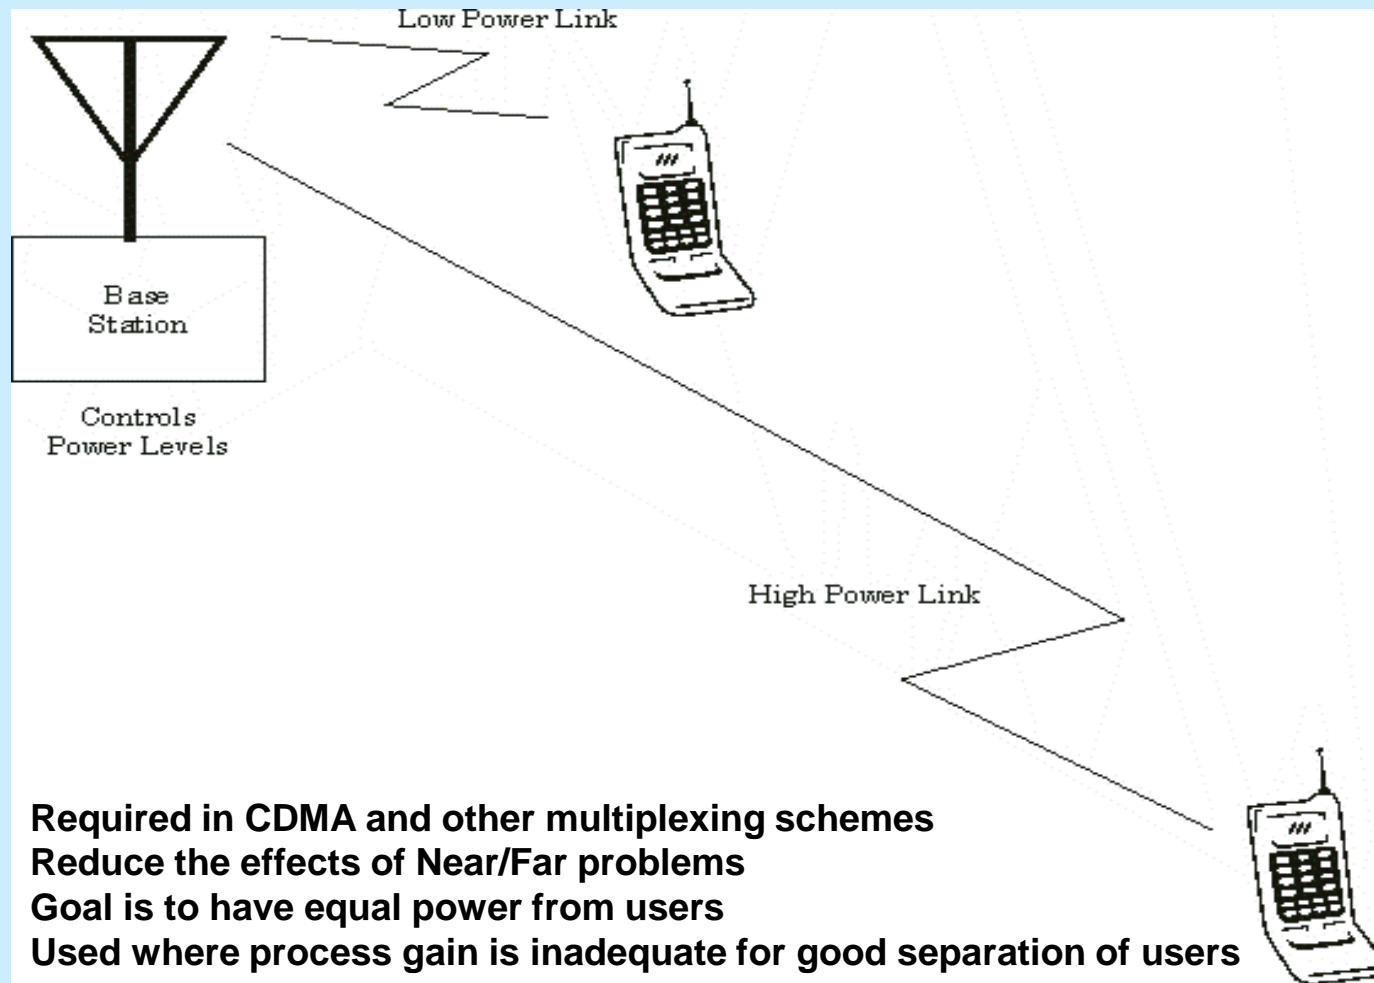 Low Power Link
Base
Station
Controls
Power Levels
High Power Link
Required in CDMA and other multiplexing schemes
Reduce the effects of Near/Far problems
Goal is to have equal power from users
Used where process gain is inadequate for good separation of users